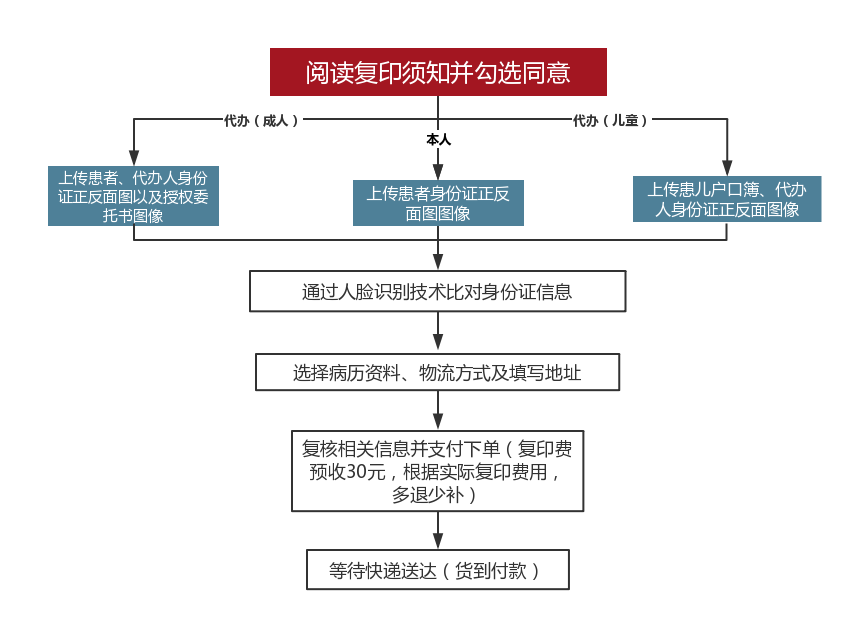 阅读复印须知并勾选同意
代办（成人）
本人
代办（儿童）
上传患者、代办人身份
证正反面图以及授权委
托书图像
上传患者身份证正反
面图图像
上传患儿户口簿、代办
人身份证正反面图像
通过人脸识别技术比对身份证信息
选择病历资料、物流方式及填写地址
复核相关信息并支付下单（复印费
预收30元，根据实际复印费用，
多退少补）
等待快递送达（货到付款）